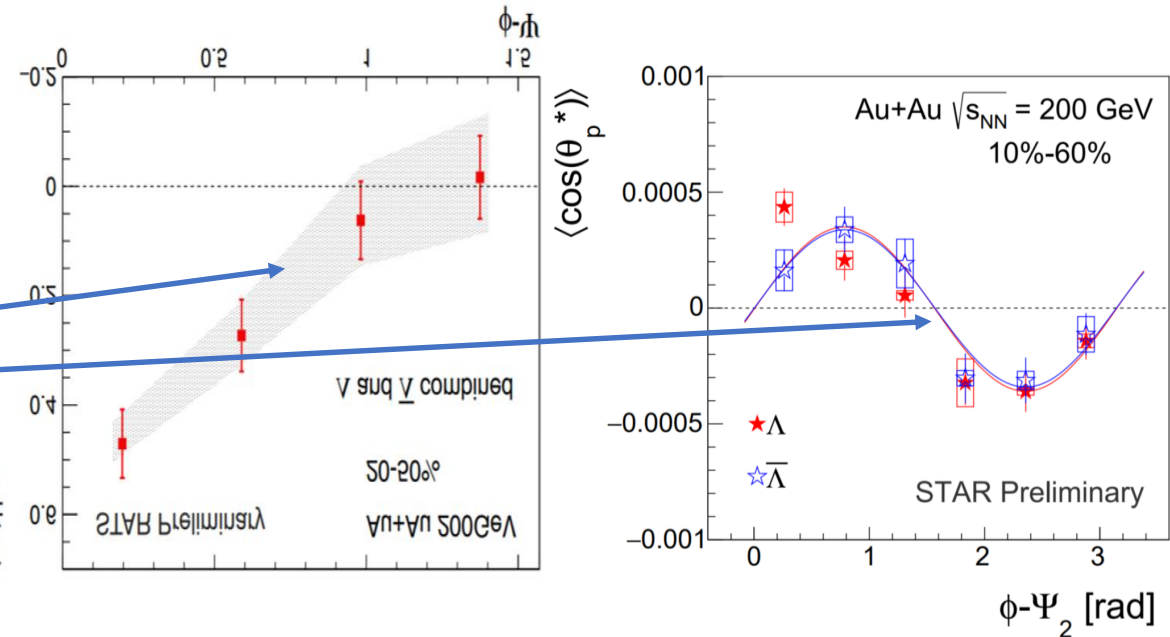 ϕ-Ψ
0
0.5
1
1.5
-0.2
0
0.2
0.4
0.6
Λ and Λ̅ combined
20-50%
STAR Preliminary
Au+Au 200GeV
⟨cos(θp*)⟩
0.001
0.0005
0
−0.0005
−0.001
Au+Au √sNN = 200 GeV
10%-60%
Λ
Λ̅
STAR Preliminary
0
1
2
3
ϕ-Ψ2 [rad]